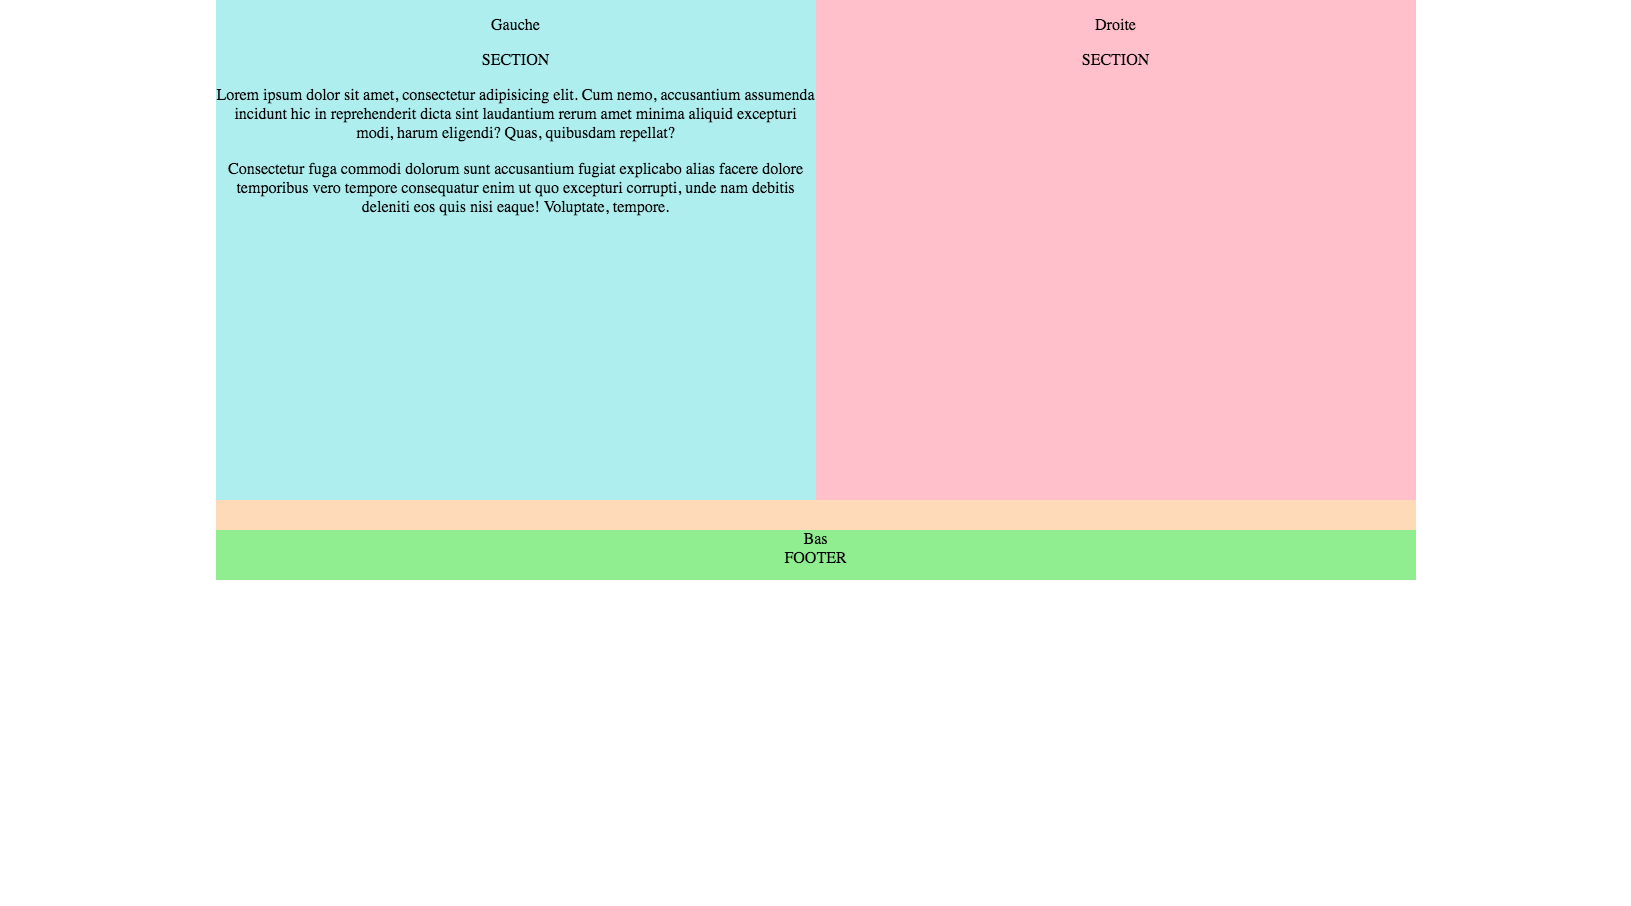 Gauche
SECTION
Lorem ipsum dolor sit amet, consectetur adipisicing elit. Cum nemo, accusantium assumenda
incidunt hic in reprehenderit dicta sint laudantium rerum amet minima aliquid excepturi
modi, harum eligendi? Quas, quibusdam repellat?
Consectetur fuga commodi dolorum sunt accusantium fugiat explicabo alias facere dolore
temporibus vero tempore consequatur enim ut quo excepturi corrupti, unde nam debitis
deleniti eos quis nisi eaque! Voluptate, tempore.
Droite
SECTION
Bas
FOOTER